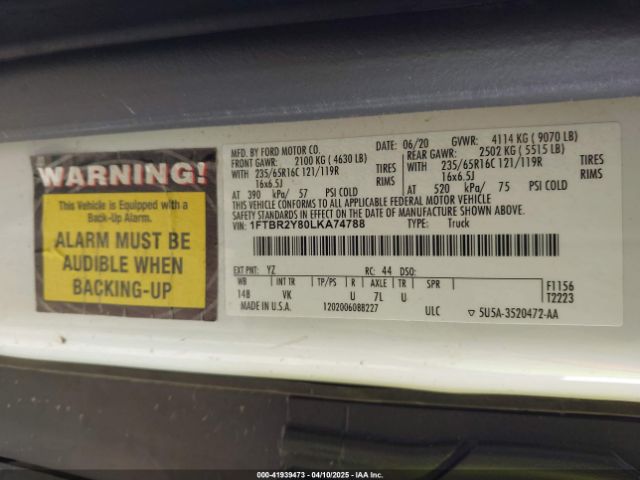 WARNING!
This Vehicle is Equipped with a
Back-Up Alarm.
ALARM MUST BE
AUDIBLE WHEN
BACKING-UP
MFD. BY FORD MOTOR CO. DATE: 06/20 GVWR: 4114 KG ( 9070 LB)
FRONT GAWR: 2100 KG ( 4630 LB) REAR GAWR: 2502 KG ( 5515 LB)
WITH 235/65R16C 121/119R TIRES WITH 235/65R16C 121/119R TIRES
16x6.5J RIMS 16x6.5J RIMS
AT 390 kPa/ 57 PSI COLD AT 520 kPa/ 75 PSI COLD
THIS VEHICLE CONFORMS TO ALL APPLICABLE FEDERAL MOTOR VEHICLE
SAFETY STANDARDS IN EFFECT ON THE DATE OF MANUFACTURE SHOWN ABOVE.
VIN: 1FTBR2Y80LKA74788 TYPE: Truck
EXT PNT: YZ RC: 44 DSO:
WB INT TR TP/PS R AXLE TR SPR
14B VK U 7L U
F1156
T2223
MADE IN U.S.A. 12020060B8227 ULC ▽ 5U5A-3520472-AA
00-41939473 — 04/10/2025 — IAAI.com